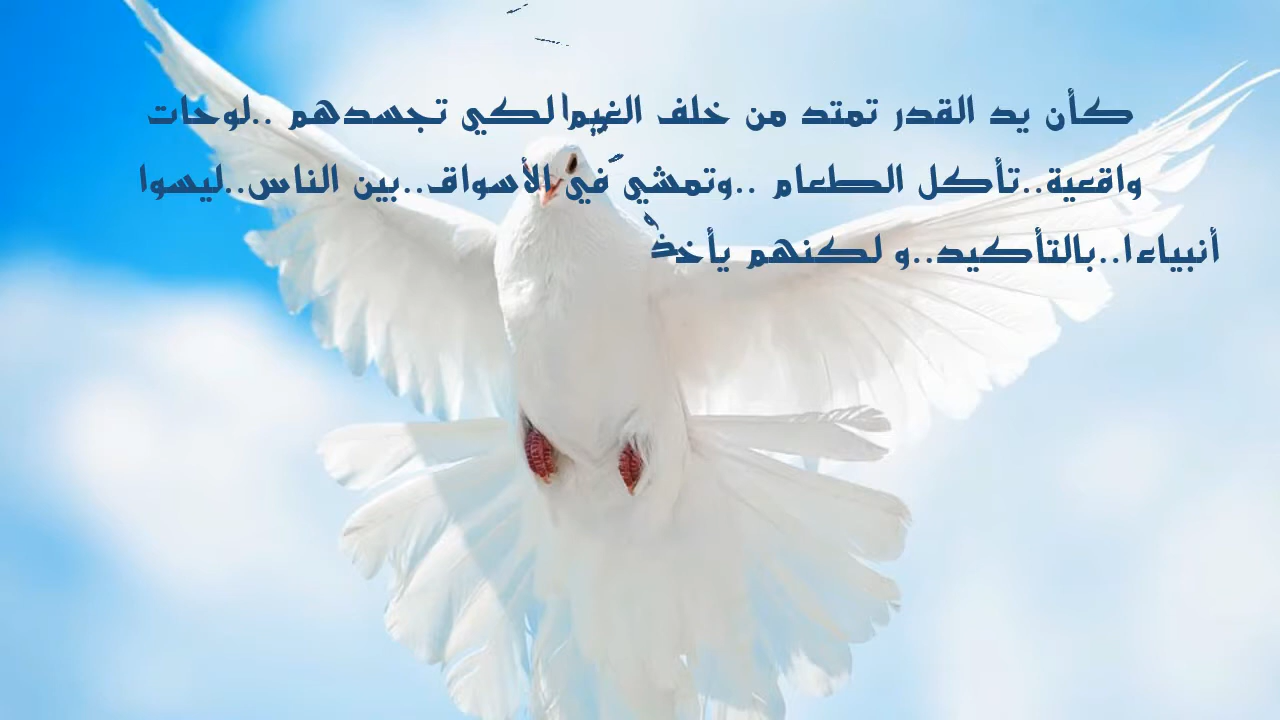 كأن يد القدر تمتد من خلف الغيم لكي تجسدهم ..لوحات
واقعية..تأكل الطعام ..وتمشي في الأسواق..بين الناس..ليسوا
أنبياءا..بالتأكيد..و لكنهم يأخذ